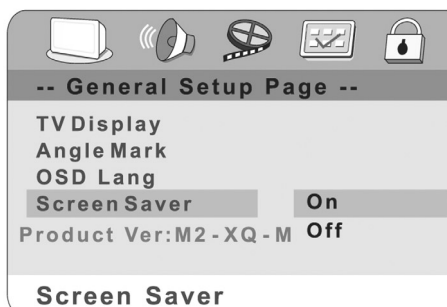 -- General Setup Page --
TV Display
Angle Mark
OSD Lang
Screen Saver On
Product Ver:M2-XQ-M Off
Screen Saver